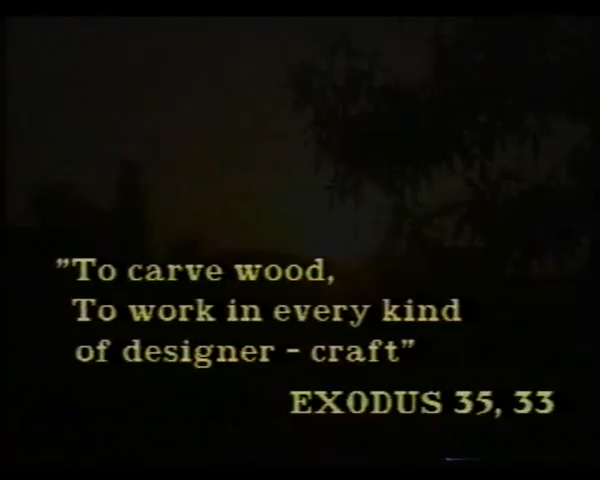 ”To carve wood,
To work in every kind
of designer - craft”
EXODUS 35, 33